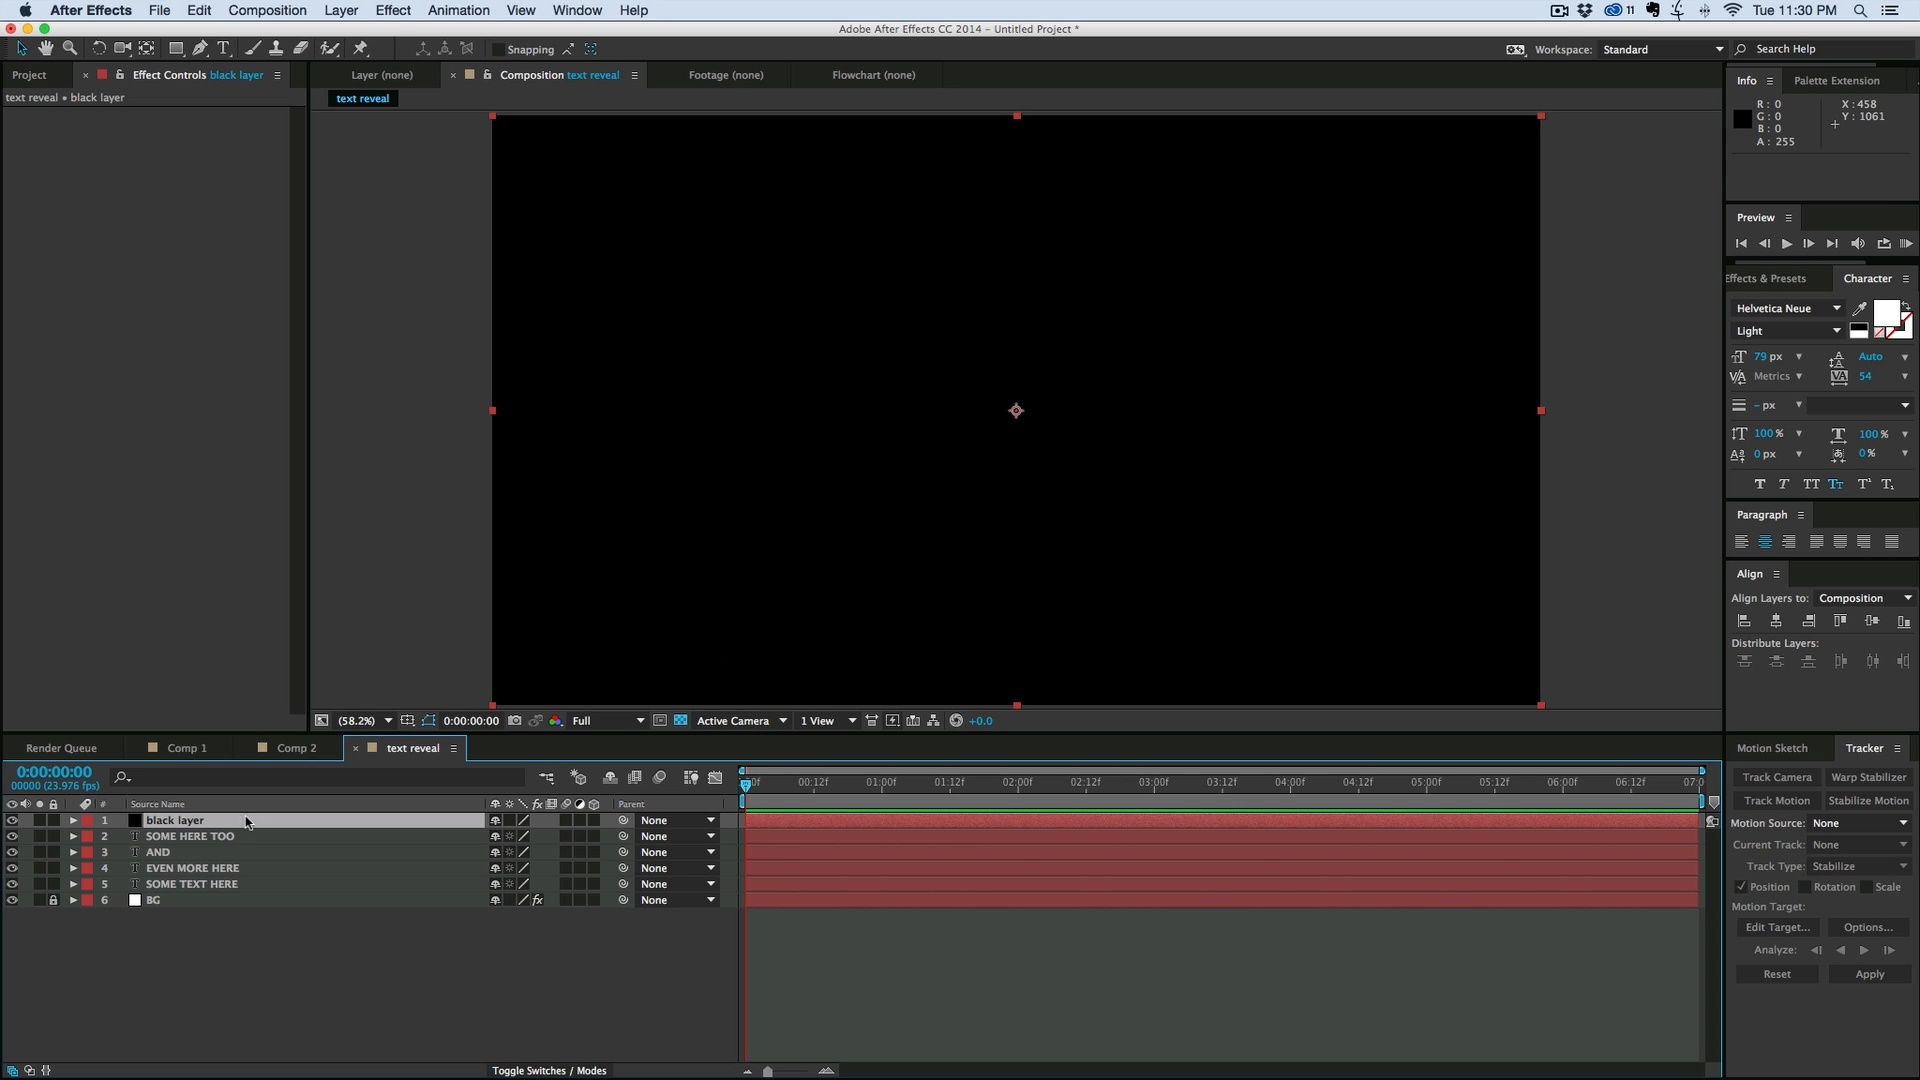 After Effects File Edit Composition Layer Effect Animation View Window Help 11 Tue 11:30 PM
Adobe After Effects CC 2014 - Untitled Project *
Snapping Workspace: Standard Search Help
Project × Effect Controls black layer Layer (none) × Composition text reveal Footage (none) Flowchart (none) Info Palette Extension
text reveal • black layer text reveal
R: 0 X: 458
G: 0 Y: 1061
B: 0
A: 255
Preview
Effects & Presets Character
Helvetica Neue
Light
79 px Auto
Metrics 54
- px
100 % 100 %
0 px 0 %
Paragraph
Align
Align Layers to: Composition
Distribute Layers:
(58.2%) 0:00:00:00 Full Active Camera 1 View +0.0
Render Queue Comp 1 Comp 2 × text reveal Motion Sketch Tracker
0:00:00:00
00000 (23.976 fps)
00:12f 01:00f 01:12f 02:00f 02:12f 03:00f 03:12f 04:00f 04:12f 05:00f 05:12f 06:00f 06:12f 07:0
# Source Name fx Parent
1 black layer None
2 SOME HERE TOO None
3 AND None
4 EVEN MORE HERE None
5 SOME TEXT HERE None
6 BG fx None
Track Camera Warp Stabilizer
Track Motion Stabilize Motion
Motion Source: None
Current Track: None
Track Type: Stabilize
Position Rotation Scale
Motion Target:
Edit Target... Options...
Analyze:
Reset Apply
Toggle Switches / Modes